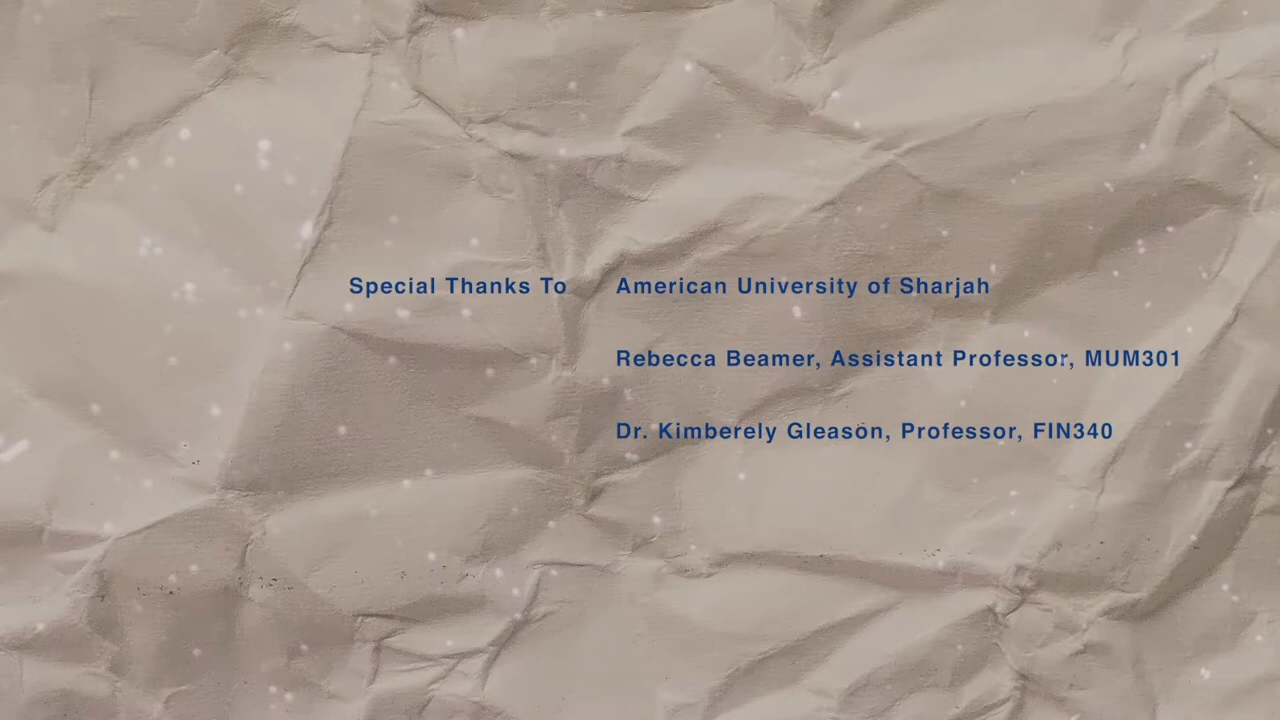 Special Thanks To American University of Sharjah
Rebecca Beamer, Assistant Professor, MUM301
Dr. Kimberely Gleason, Professor, FIN340